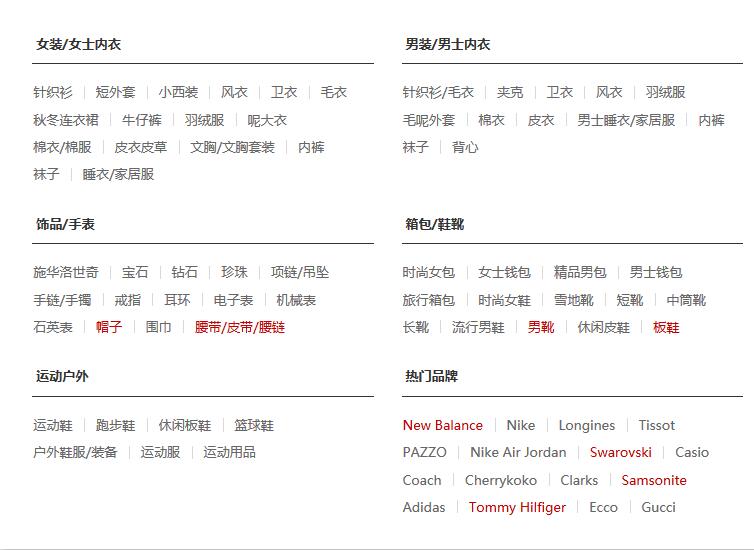 女装/女士内衣
针织衫 | 短外套 | 小西装 | 风衣 | 卫衣 | 毛衣
秋冬连衣裙 | 牛仔裤 | 羽绒服 | 呢大衣
棉衣/棉服 | 皮衣皮草 | 文胸/文胸套装 | 内裤
袜子 | 睡衣/家居服
男装/男士内衣
针织衫/毛衣 | 夹克 | 卫衣 | 风衣 | 羽绒服
毛呢外套 | 棉衣 | 皮衣 | 男士睡衣/家居服 | 内裤
袜子 | 背心
饰品/手表
施华洛世奇 | 宝石 | 钻石 | 珍珠 | 项链/吊坠
手链/手镯 | 戒指 | 耳环 | 电子表 | 机械表
石英表 | 帽子 | 围巾 | 腰带/皮带/腰链
箱包/鞋靴
时尚女包 | 女士钱包 | 精品男包 | 男士钱包
旅行箱包 | 时尚女鞋 | 雪地靴 | 短靴 | 中筒靴
长靴 | 流行男鞋 | 男靴 | 休闲皮鞋 | 板鞋
运动户外
运动鞋 | 跑步鞋 | 休闲板鞋 | 篮球鞋
户外鞋服/装备 | 运动服 | 运动用品
热门品牌
New Balance | Nike | Longines | Tissot
PAZZO | Nike Air Jordan | Swarovski | Casio
Coach | Cherrykoko | Clarks | Samsonite
Adidas | Tommy Hilfiger | Ecco | Gucci